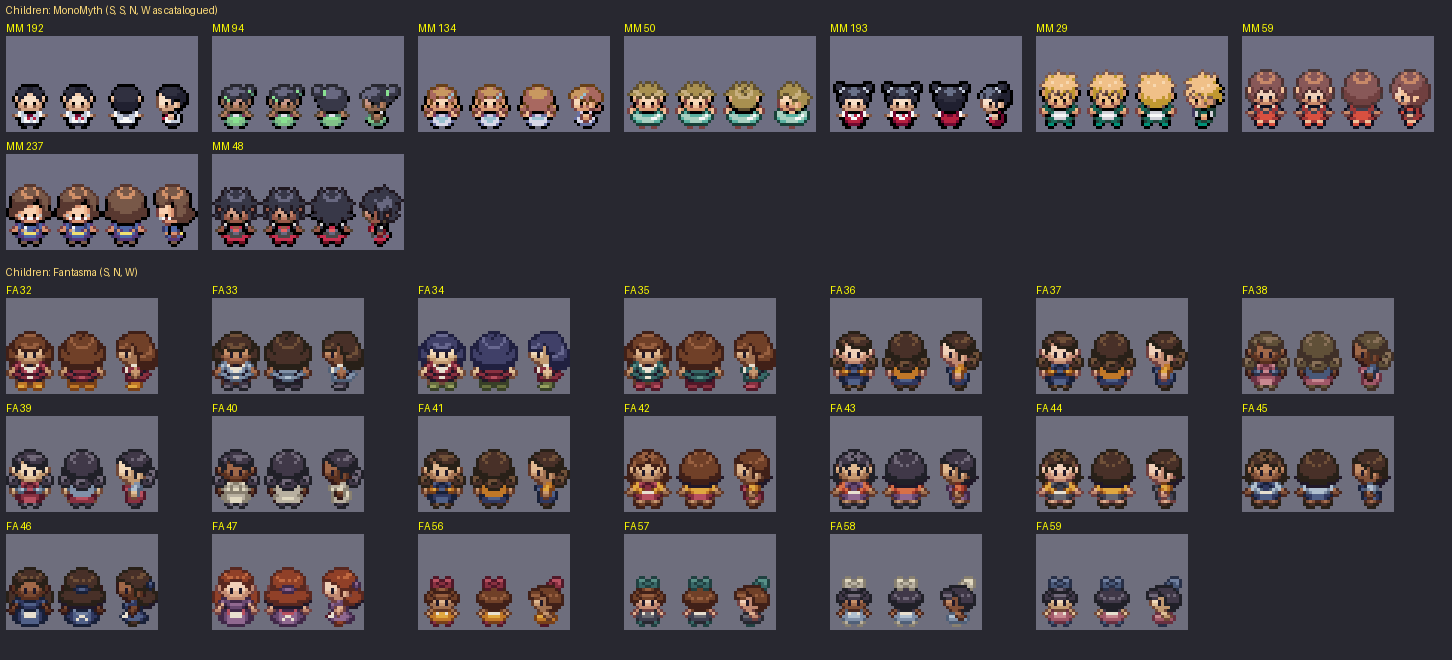 Children: MonoMyth (S, S, N, W as catalogued)
MM 192 MM 94 MM 134 MM 50 MM 193 MM 29 MM 59
MM 237 MM 48
Children: Fantasma (S, N, W)
FA 32 FA 33 FA 34 FA 35 FA 36 FA 37 FA 38
FA 39 FA 40 FA 41 FA 42 FA 43 FA 44 FA 45
FA 46 FA 47 FA 56 FA 57 FA 58 FA 59